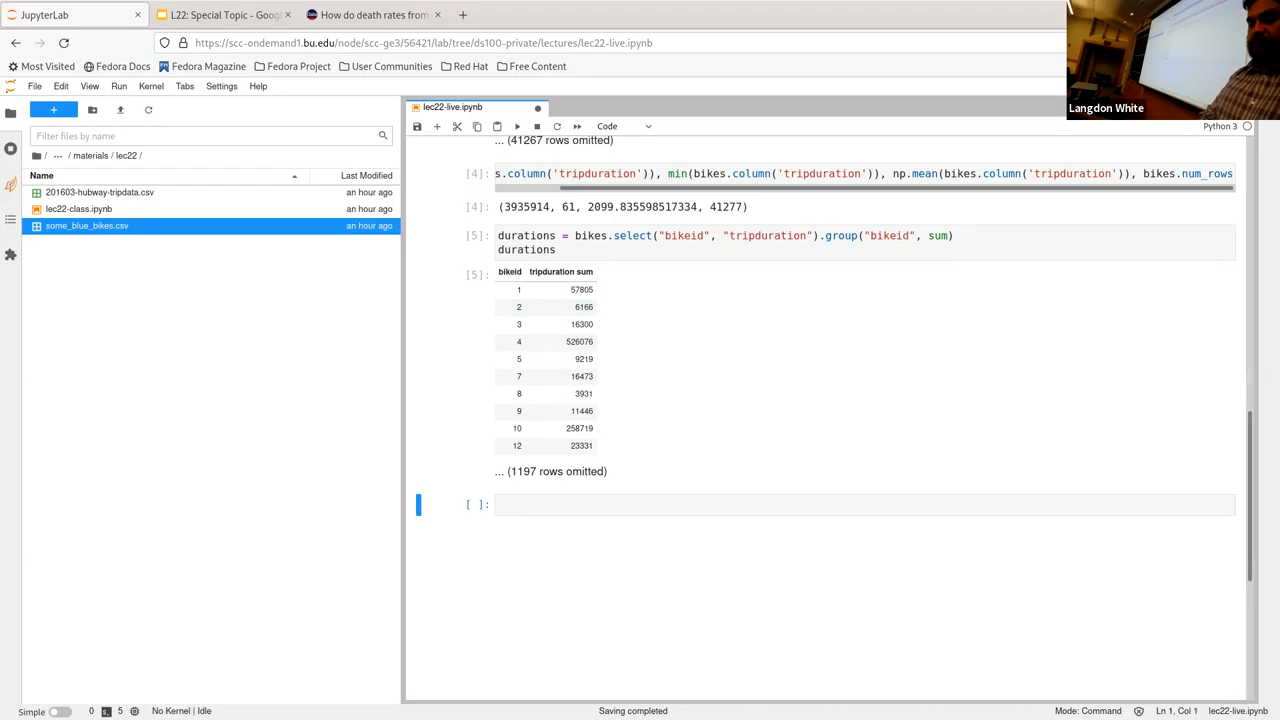 JupyterLab
L22: Special Topic - Goog
How do death rates from
https://scc-ondemand1.bu.edu/node/scc-ge3/56421/lab/tree/ds100-private/lectures/lec22-live.ipynb
Most Visited
Fedora Docs
Fedora Magazine
Fedora Project
User Communities
Red Hat
Free Content
Langdon White
File Edit View Run Kernel Tabs Settings Help
lec22-live.ipynb
Filter files by name
Code
Python 3
/ ... / materials / lec22 /
Name
Last Modified
201603-hubway-tripdata.csv an hour ago
lec22-class.ipynb an hour ago
some_blue_bikes.csv an hour ago
... (41267 rows omitted)
[4]: s.column('tripduration')), min(bikes.column('tripduration')), np.mean(bikes.column('tripduration')), bikes.num_rows
[4]: (3935914, 61, 2099.835598517334, 41277)
[5]: durations = bikes.select("bikeid", "tripduration").group("bikeid", sum)
durations
[5]: bikeid tripduration sum
1 57805
2 6166
3 16300
4 526076
5 9219
7 16473
8 3931
9 11446
10 258719
12 23331
... (1197 rows omitted)
[ ]:
Simple 0 5 No Kernel | Idle
Saving completed
Mode: Command
Ln 1, Col 1
lec22-live.ipynb